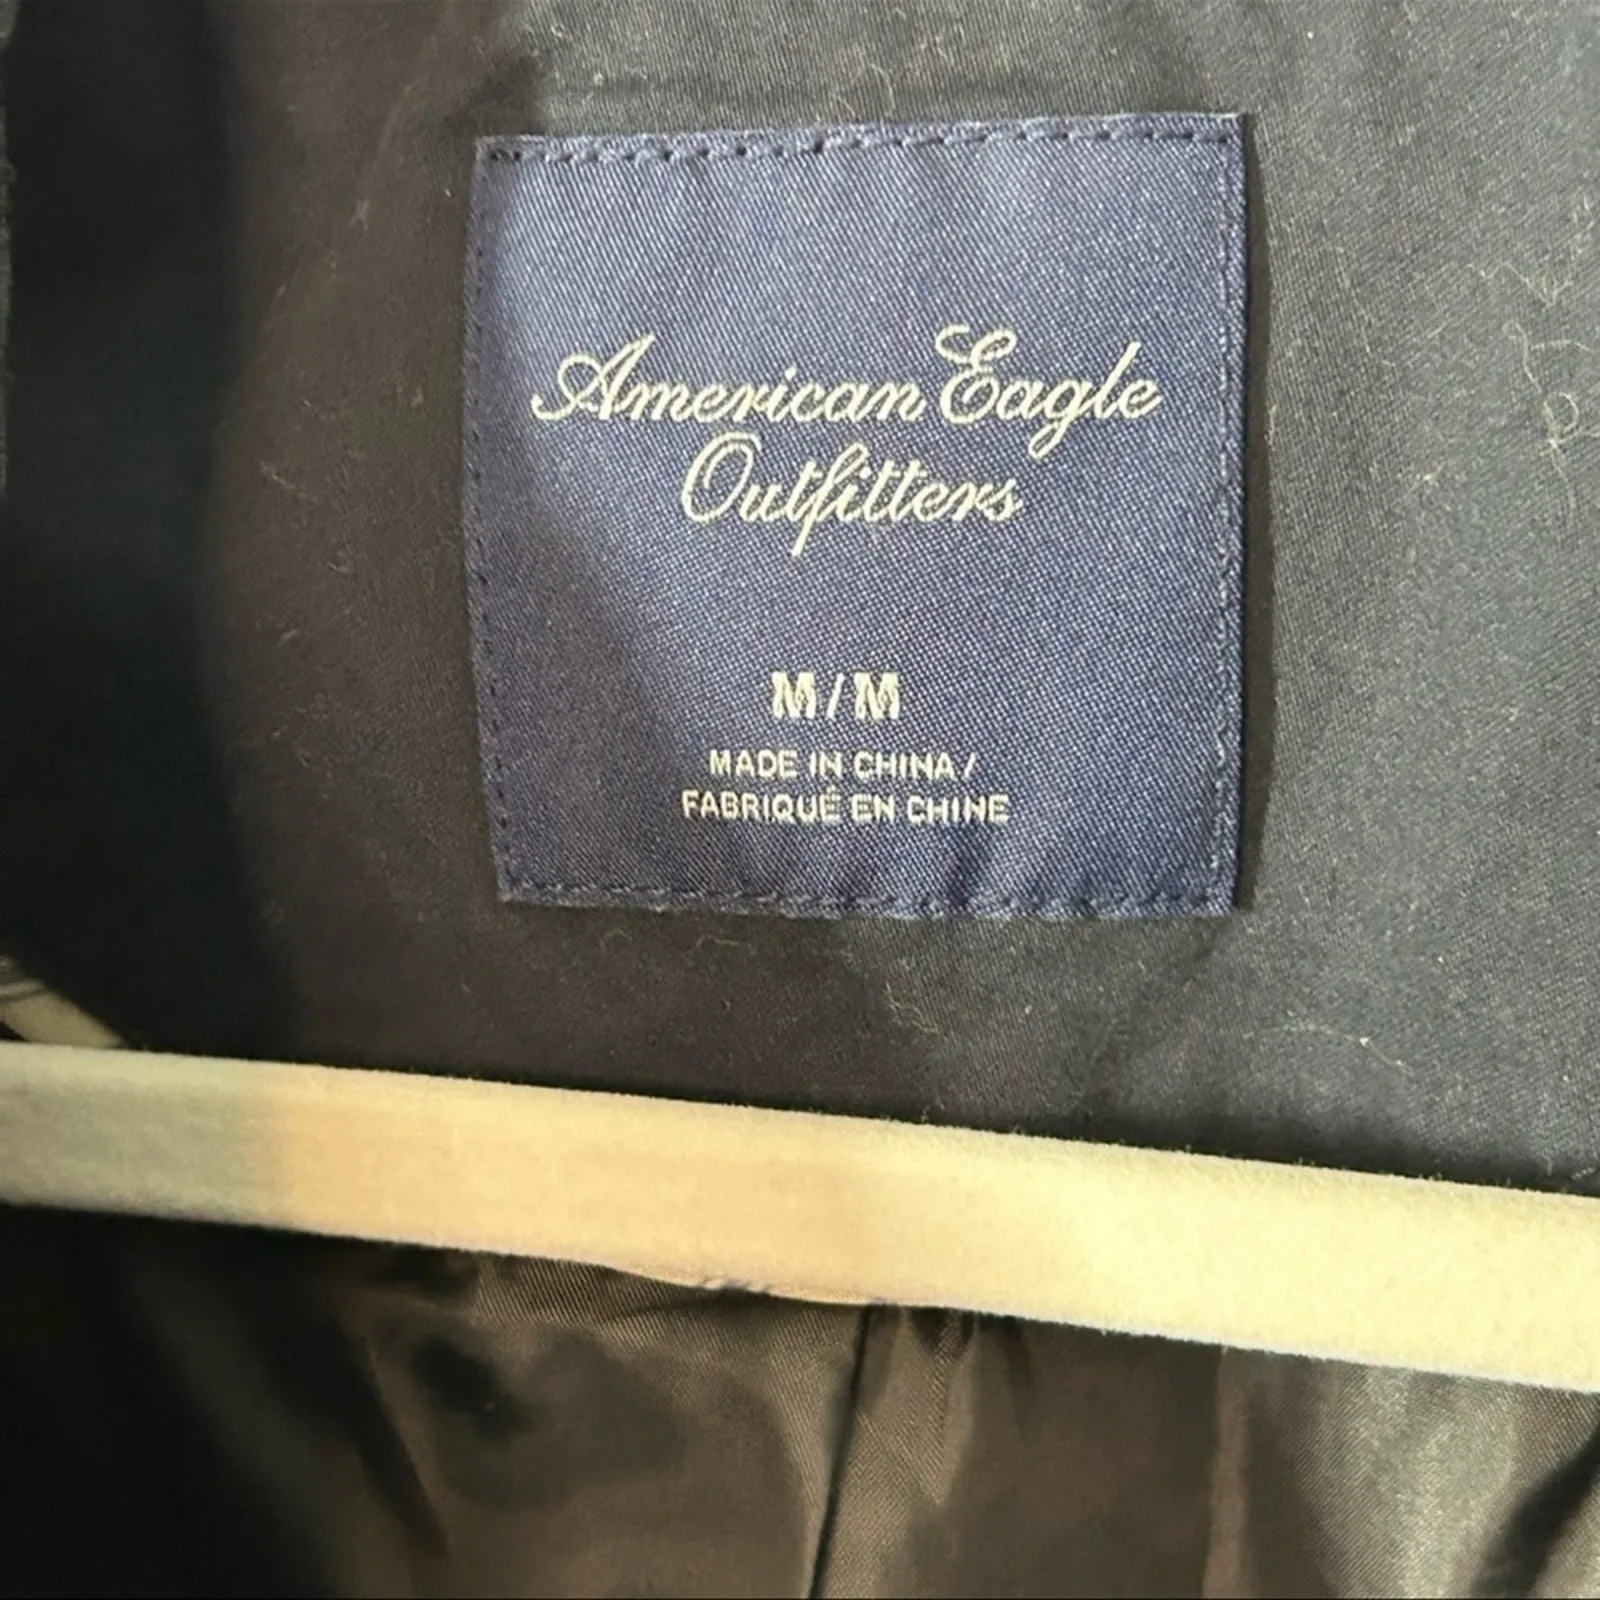 American Eagle
Outfitters
M/M
MADE IN CHINA/
FABRIQUÉ EN CHINE